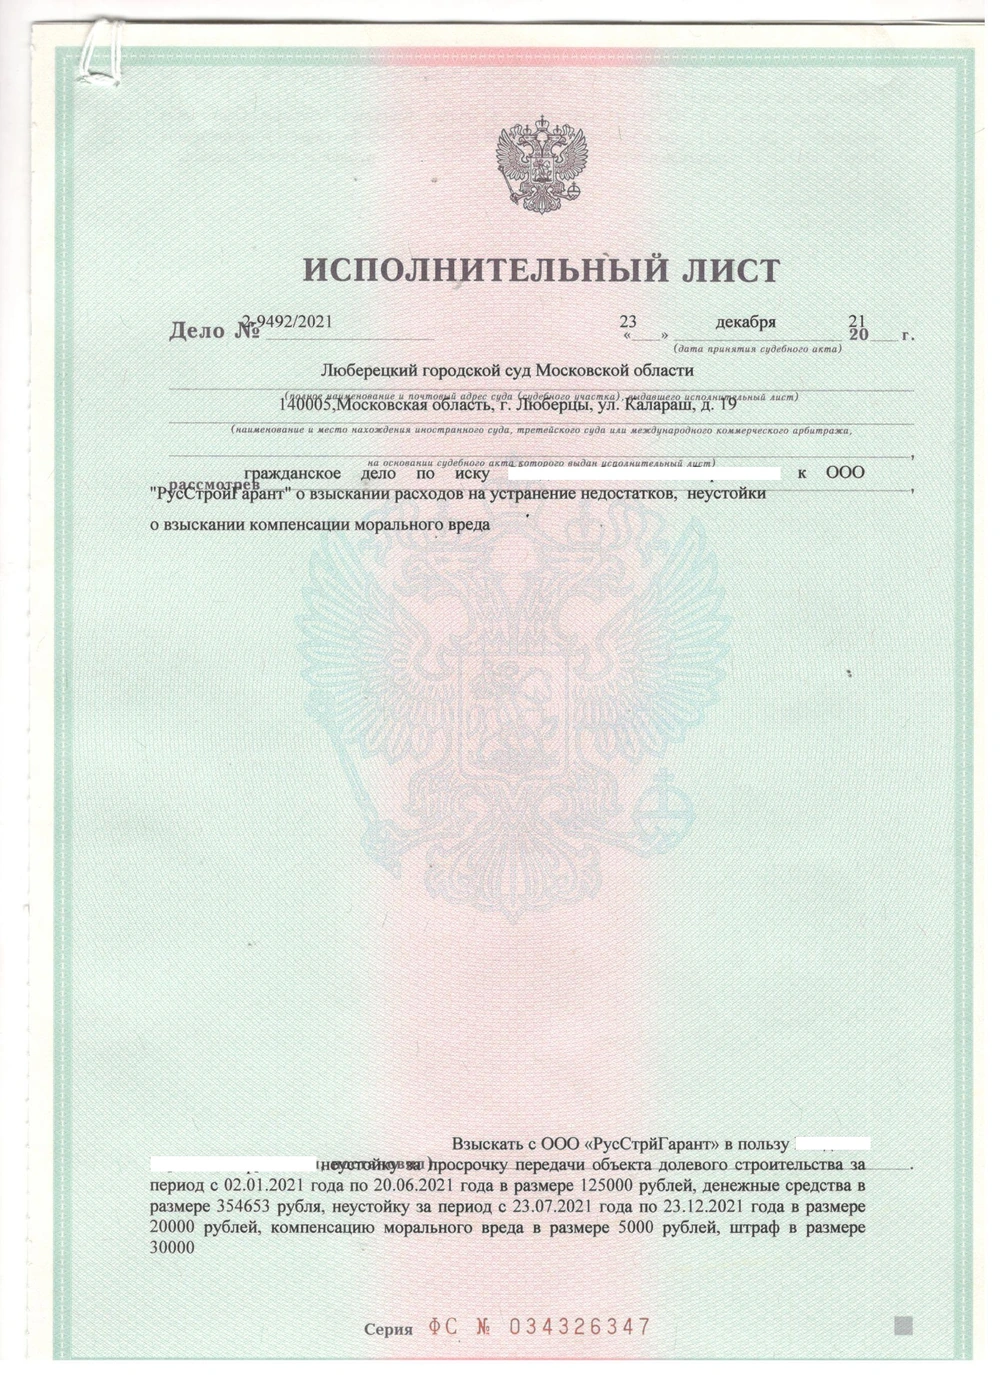 ИСПОЛНИТЕЛЬНЫЙ ЛИСТ
Дело № 2-9492/2021 « 23 » декабря 20 21 г.
(дата принятия судебного акта)
Люберецкий городской суд Московской области
(полное наименование и почтовый адрес суда (судебного участка), выдавшего исполнительный лист)
140005,Московская область, г. Люберцы, ул. Калараш, д. 19
(наименование и место нахождения иностранного суда, третейского суда или международного коммерческого арбитража,
на основании судебного акта которого выдан исполнительный лист)
гражданское дело по иску к ООО
рассмотрев
"РусСтройГарант" о взыскании расходов на устранение недостатков, неустойки
о взыскании компенсации морального вреда
Взыскать с ООО «РусСтрйГарант» в пользу
неустойку за просрочку передачи объекта долевого строительства за
период с 02.01.2021 года по 20.06.2021 года в размере 125000 рублей, денежные средства в
размере 354653 рубля, неустойку за период с 23.07.2021 года по 23.12.2021 года в размере
20000 рублей, компенсацию морального вреда в размере 5000 рублей, штраф в размере
30000
Серия ФС № 034326347